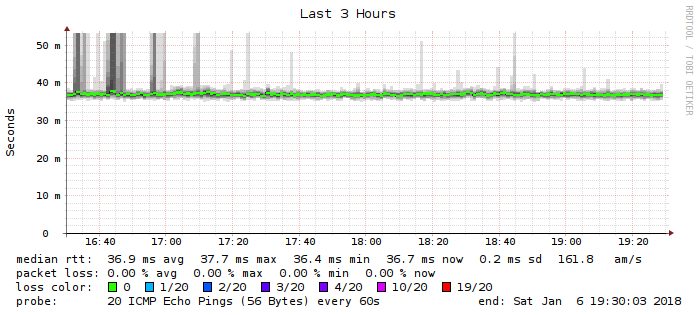 Last 3 Hours
RRDTOOL / TOBI OETIKER
Seconds
50 m
40 m
30 m
20 m
10 m
0
16:40 17:00 17:20 17:40 18:00 18:20 18:40 19:00 19:20
median rtt: 36.9 ms avg 37.7 ms max 36.4 ms min 36.7 ms now 0.2 ms sd 161.8 am/s
packet loss: 0.00 % avg 0.00 % max 0.00 % min 0.00 % now
loss color: 0 1/20 2/20 3/20 4/20 10/20 19/20
probe: 20 ICMP Echo Pings (56 Bytes) every 60s end: Sat Jan 6 19:30:03 2018